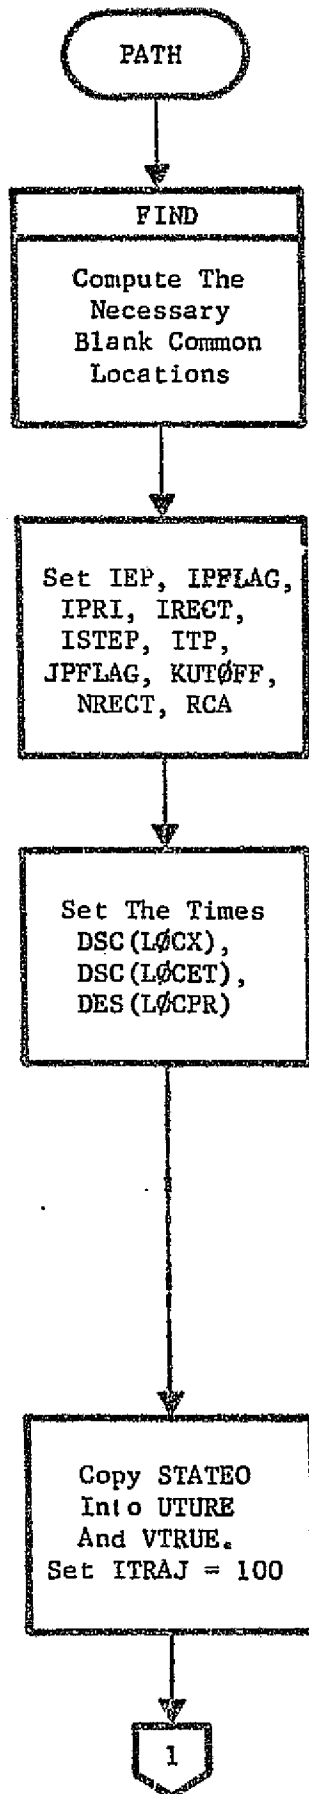 PATH
FIND
Compute The
Necessary
Blank Common
Locations
Set IEP, IPFLAG,
IPRI, IRECT,
ISTEP, ITP,
JPFLAG, KUTØFF,
NRECT, RCA
Set The Times
DSC(LØCX),
DSC(LØCET),
DES(LØCPR)
Copy STATEO
Into UTURE
And VTRUE.
Set ITRAJ = 100
1